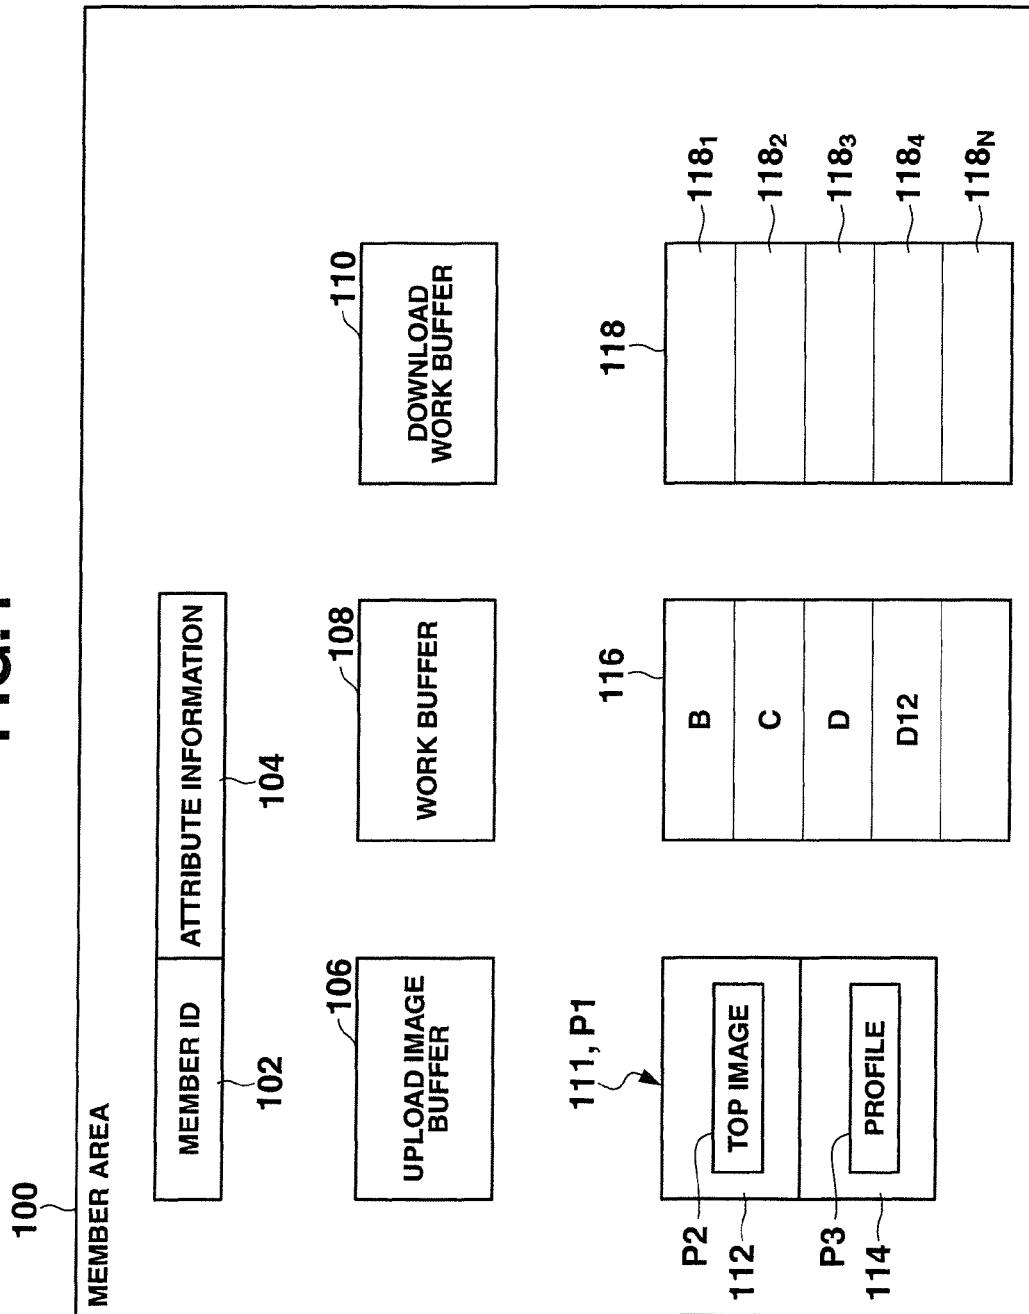 100
MEMBER AREA
MEMBER ID
ATTRIBUTE INFORMATION
102
104
106
UPLOAD IMAGE
BUFFER
108
WORK BUFFER
110
DOWNLOAD
WORK BUFFER
111, P1
P2
TOP IMAGE
112
P3
PROFILE
114
116
B
C
D
D12
118
118₁
118₂
118₃
118₄
118N